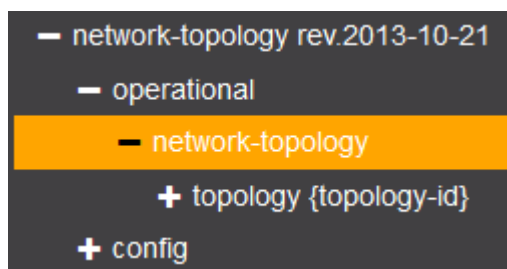 network-topology rev.2013-10-21
operational
network-topology
topology {topology-id}
config